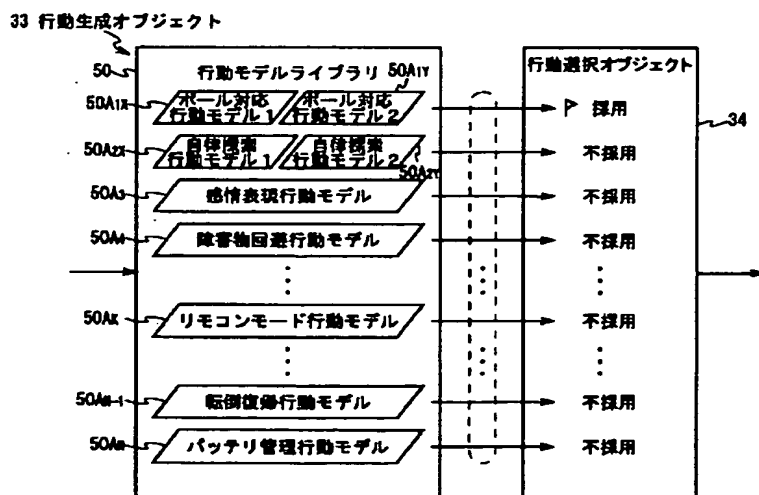 33 行動生成オブジェクト
50
行動モデルライブラリ
50A1Y
行動選択オブジェクト
50A1X
ボール対応行動モデル1
ボール対応行動モデル2
採用
34
50A2X
自律探索行動モデル1
自律探索行動モデル2
不採用
50A2Y
50A3
感情表現行動モデル
不採用
50A4
障害物回避行動モデル
不採用
50AK
リモコンモード行動モデル
不採用
50AM-1
転倒復帰行動モデル
不採用
50AM
バッテリ管理行動モデル
不採用